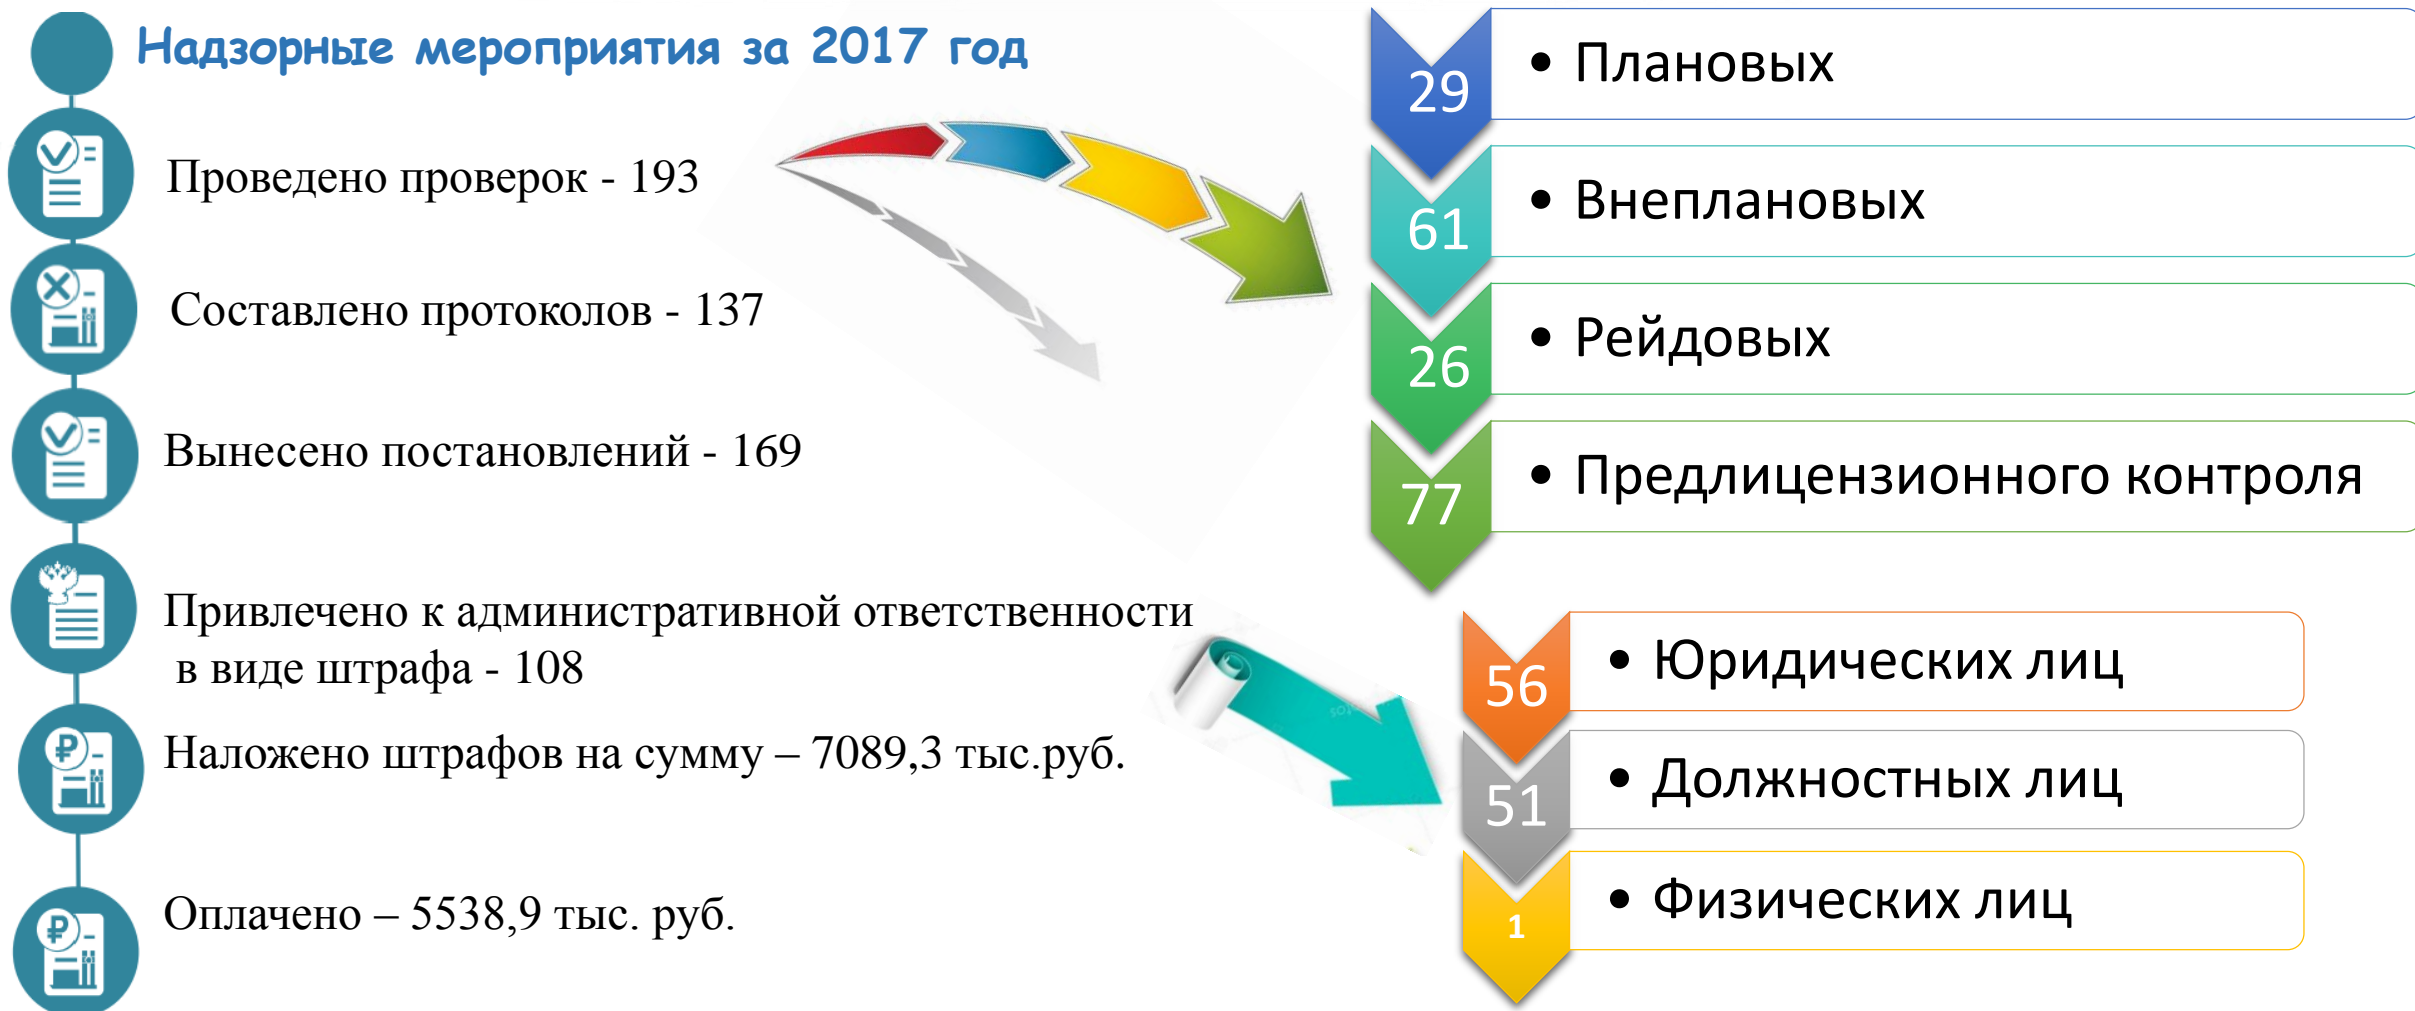 Надзорные мероприятия за 2017 год
Проведено проверок - 193
Составлено протоколов - 137
Вынесено постановлений - 169
Привлечено к административной ответственности
в виде штрафа - 108
Наложено штрафов на сумму – 7089,3 тыс.руб.
Оплачено – 5538,9 тыс. руб.
29
• Плановых
61
• Внеплановых
26
• Рейдовых
77
• Предлицензионного контроля
56
• Юридических лиц
51
• Должностных лиц
1
• Физических лиц